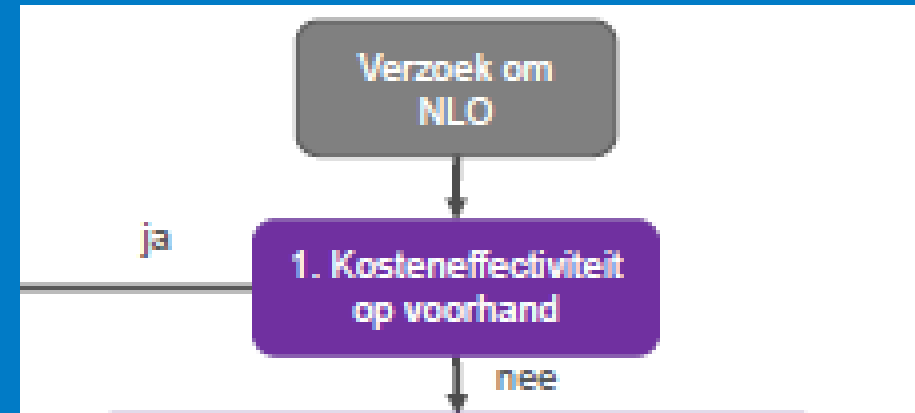 Verzoek om
NLO
ja
1. Kosteneffectiviteit
op voorhand
nee